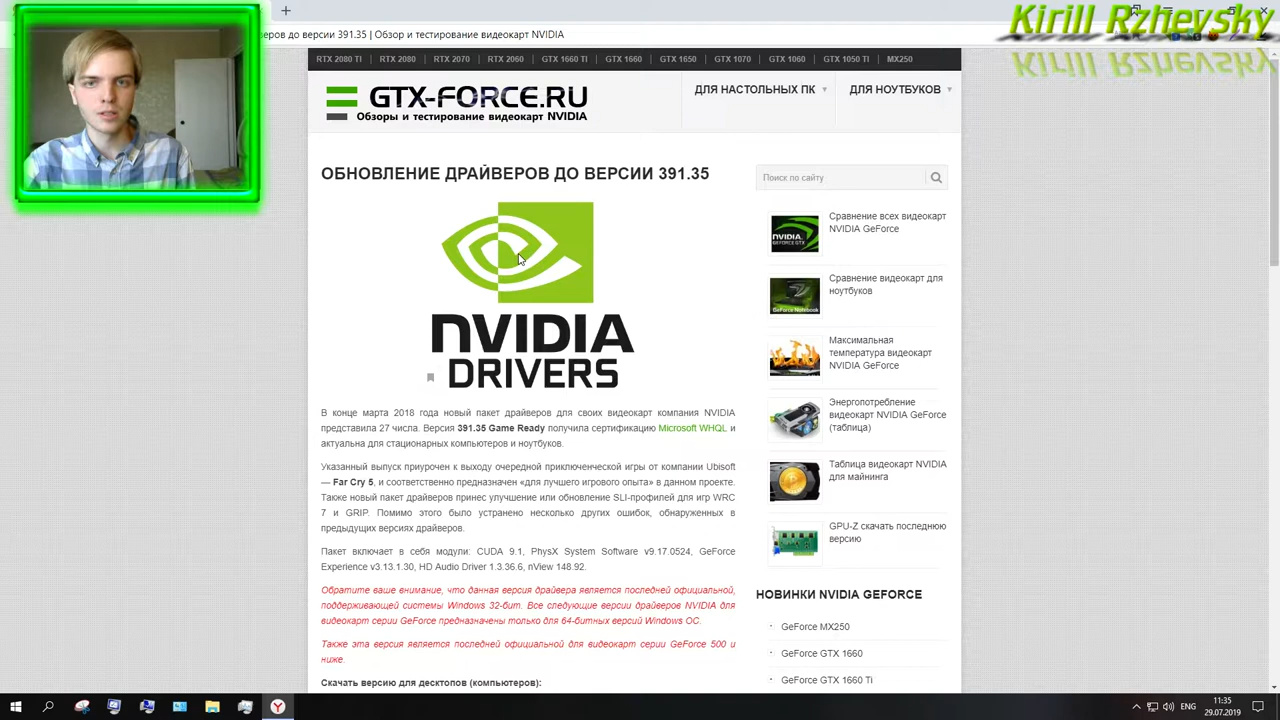 Kirill Rzhevsky
до версии 391.35 | Обзор и тестирование видеокарт NVIDIA
RTX 2080 TI
RTX 2080
RTX 2070
RTX 2060
GTX 1660 TI
GTX 1660
GTX 1650
GTX 1070
GTX 1060
GTX 1050 TI
MX250
GTX-FORCE.RU
Обзоры и тестирование видеокарт NVIDIA
ДЛЯ НАСТОЛЬНЫХ ПК
ДЛЯ НОУТБУКОВ
ОБНОВЛЕНИЕ ДРАЙВЕРОВ ДО ВЕРСИИ 391.35
NVIDIA
DRIVERS
В конце марта 2018 года новый пакет драйверов для своих видеокарт компания NVIDIA
представила 27 числа. Версия 391.35 Game Ready получила сертификацию Microsoft WHQL и
актуальна для стационарных компьютеров и ноутбуков.
Указанный выпуск приурочен к выходу очередной приключенческой игры от компании Ubisoft
— Far Cry 5, и соответственно предназначен «для лучшего игрового опыта» в данном проекте.
Также новый пакет драйверов принес улучшение или обновление SLI-профилей для игр WRC
7 и GRIP. Помимо этого было устранено несколько других ошибок, обнаруженных в
предыдущих версиях драйверов.
Пакет включает в себя модули: CUDA 9.1, PhysX System Software v9.17.0524, GeForce
Experience v3.13.1.30, HD Audio Driver 1.3.36.6, nView 148.92.
Обратите ваше внимание, что данная версия драйвера является последней официальной,
поддерживающей системы Windows 32-бит. Все следующие версии драйверов NVIDIA для
видеокарт серии GeForce предназначены только для 64-битных версий Windows ОС.
Также эта версия является последней официальной для видеокарт серии GeForce 500 и
ниже.
Скачать версию для десктопов (компьютеров):
Поиск по сайту
Сравнение всех видеокарт
NVIDIA GeForce
Сравнение видеокарт для
ноутбуков
Максимальная
температура видеокарт
NVIDIA GeForce
Энергопотребление
видеокарт NVIDIA GeForce
(таблица)
Таблица видеокарт NVIDIA
для майнинга
GPU-Z скачать последнюю
версию
НОВИНКИ NVIDIA GEFORCE
GeForce MX250
GeForce GTX 1660
GeForce GTX 1660 Ti
ENG
11:35
29.07.2019